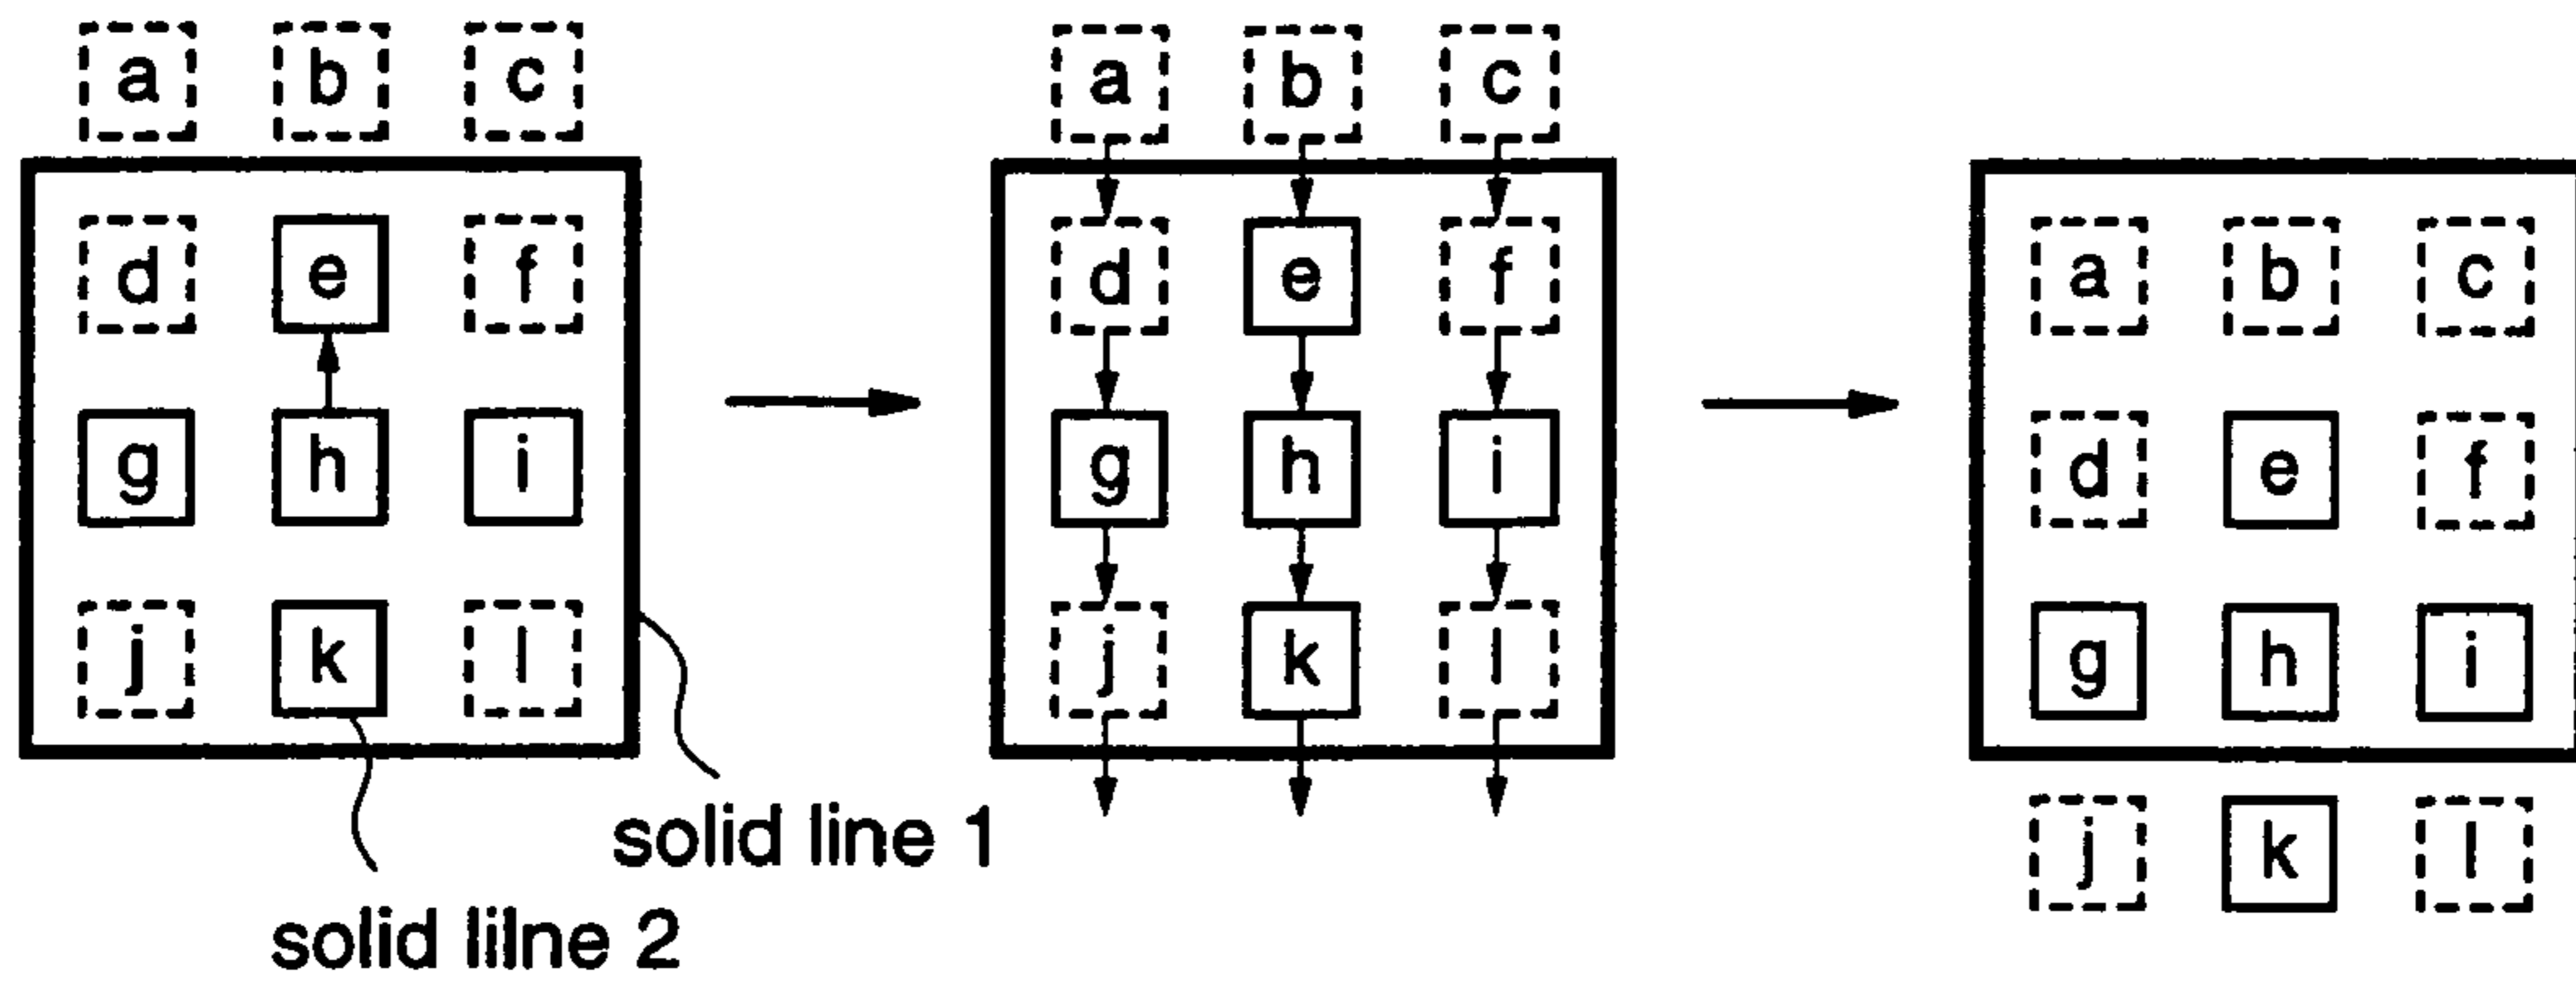 a b c a b c
d e f d e f a b c
g h i g h i d e f
j k l j k l g h i
solid line 1 j k l
solid lilne 2